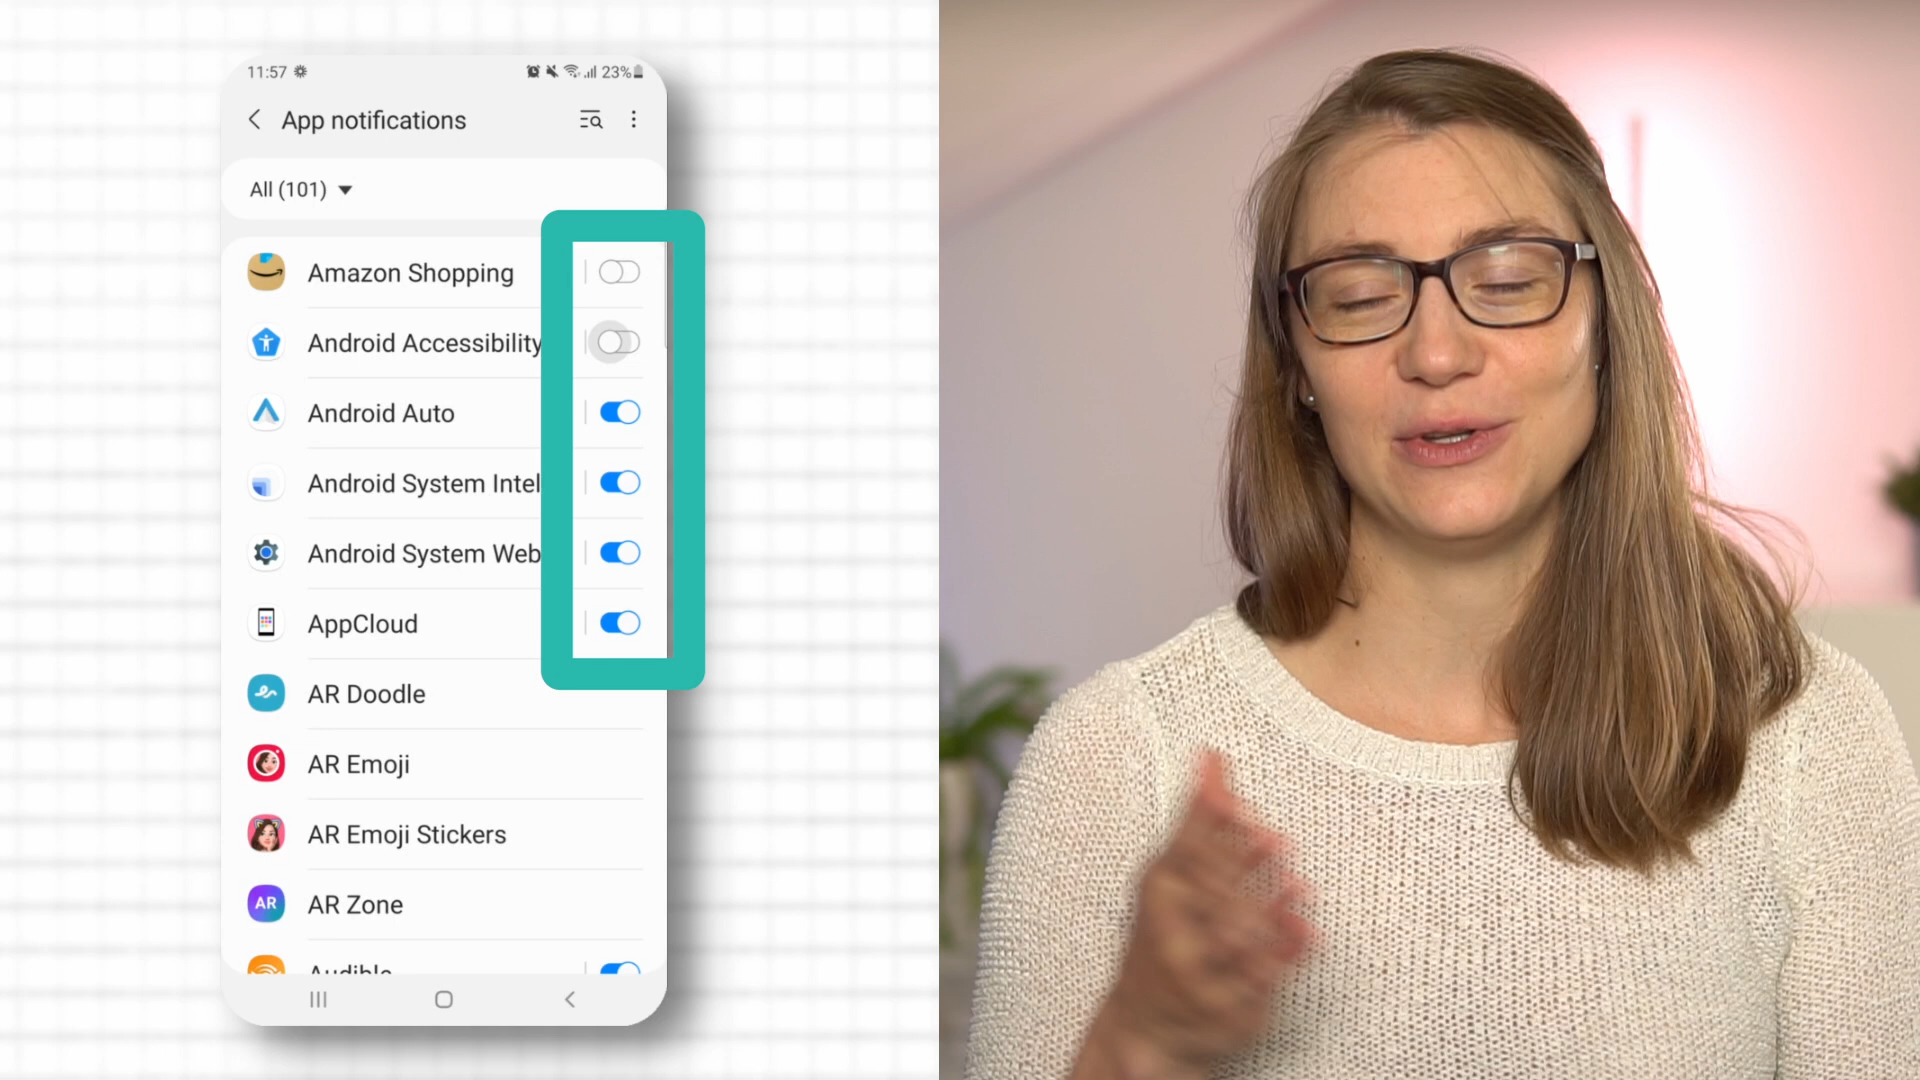 11:57 23%
App notifications
All (101)
Amazon Shopping
Android Accessibility
Android Auto
Android System Intel
Android System Web
AppCloud
AR Doodle
AR Emoji
AR Emoji Stickers
AR AR Zone
Audible